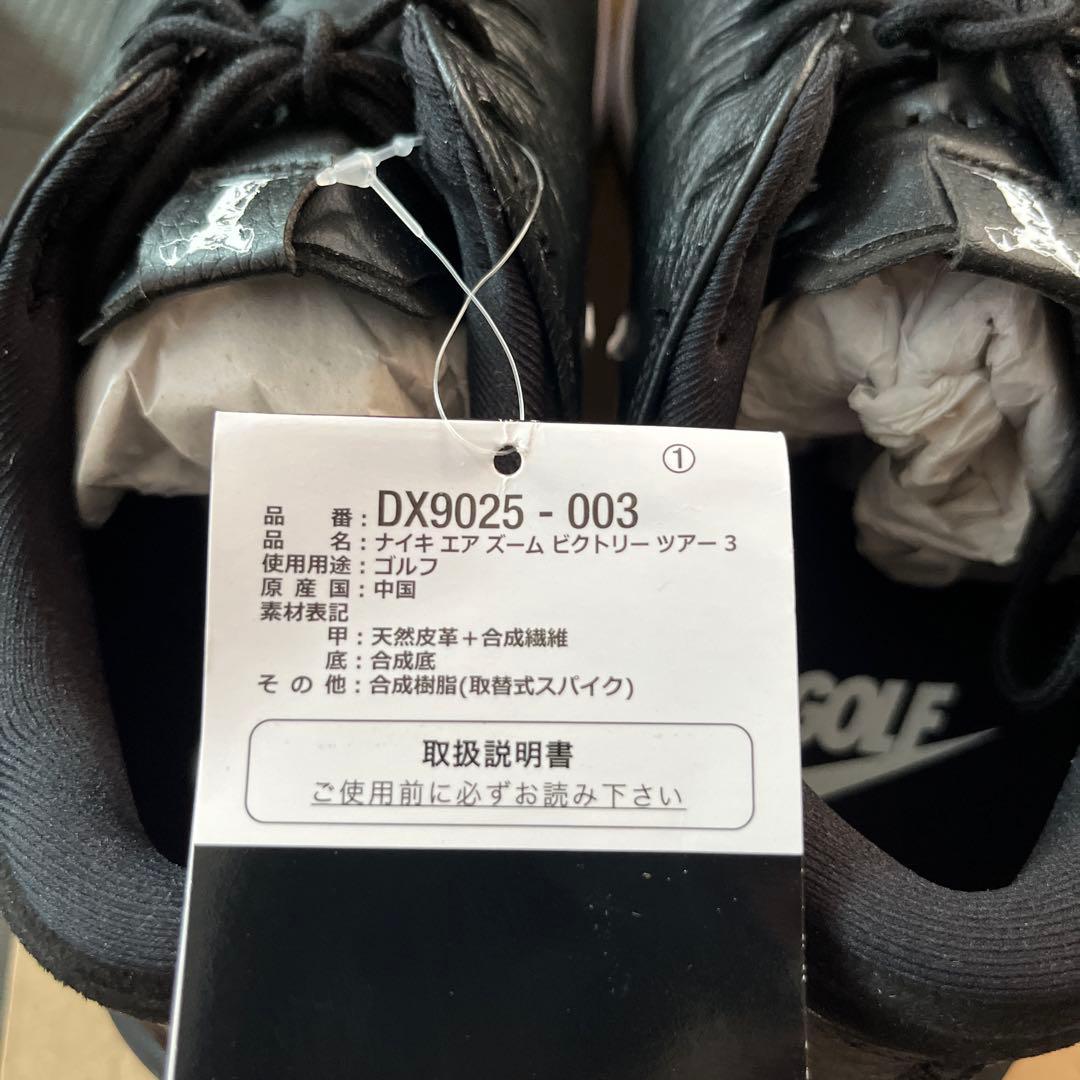 ①
品番:DX9025-003
品名:ナイキ エア ズーム ビクトリー ツアー 3
使用用途:ゴルフ
原産国:中国
素材表記
甲:天然皮革+合成繊維
底:合成底
その他:合成樹脂(取替式スパイク)
取扱説明書
ご使用前に必ずお読み下さい
GOLF